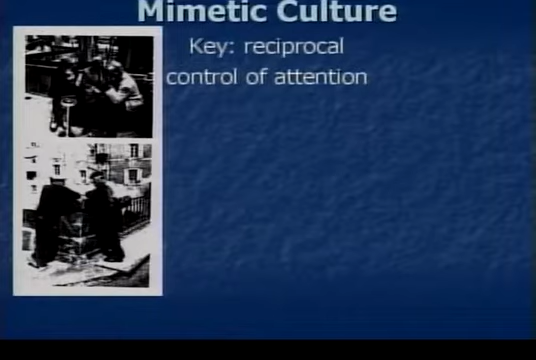 Mimetic Culture
Key: reciprocal
control of attention